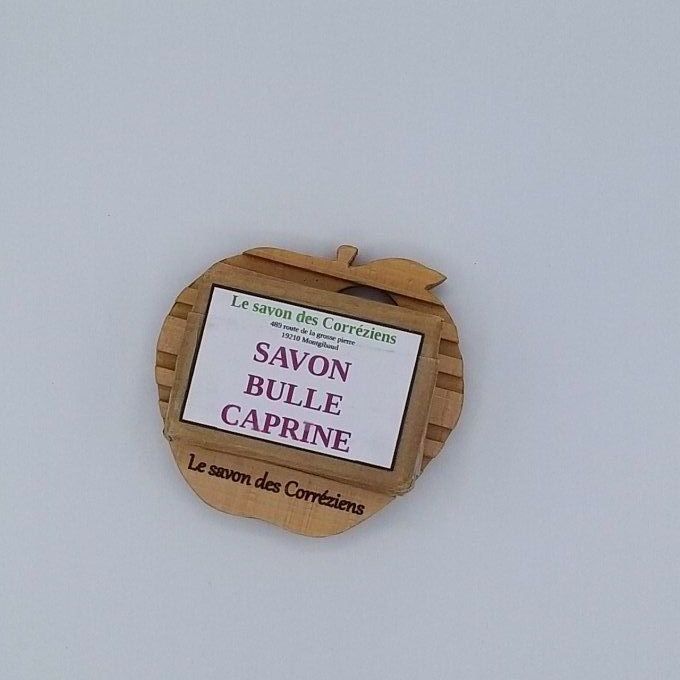 Le savon des Corréziens
489 route de la grosse pierre
19210 Montgibaud
SAVON
BULLE
CAPRINE
Le savon des Corréziens